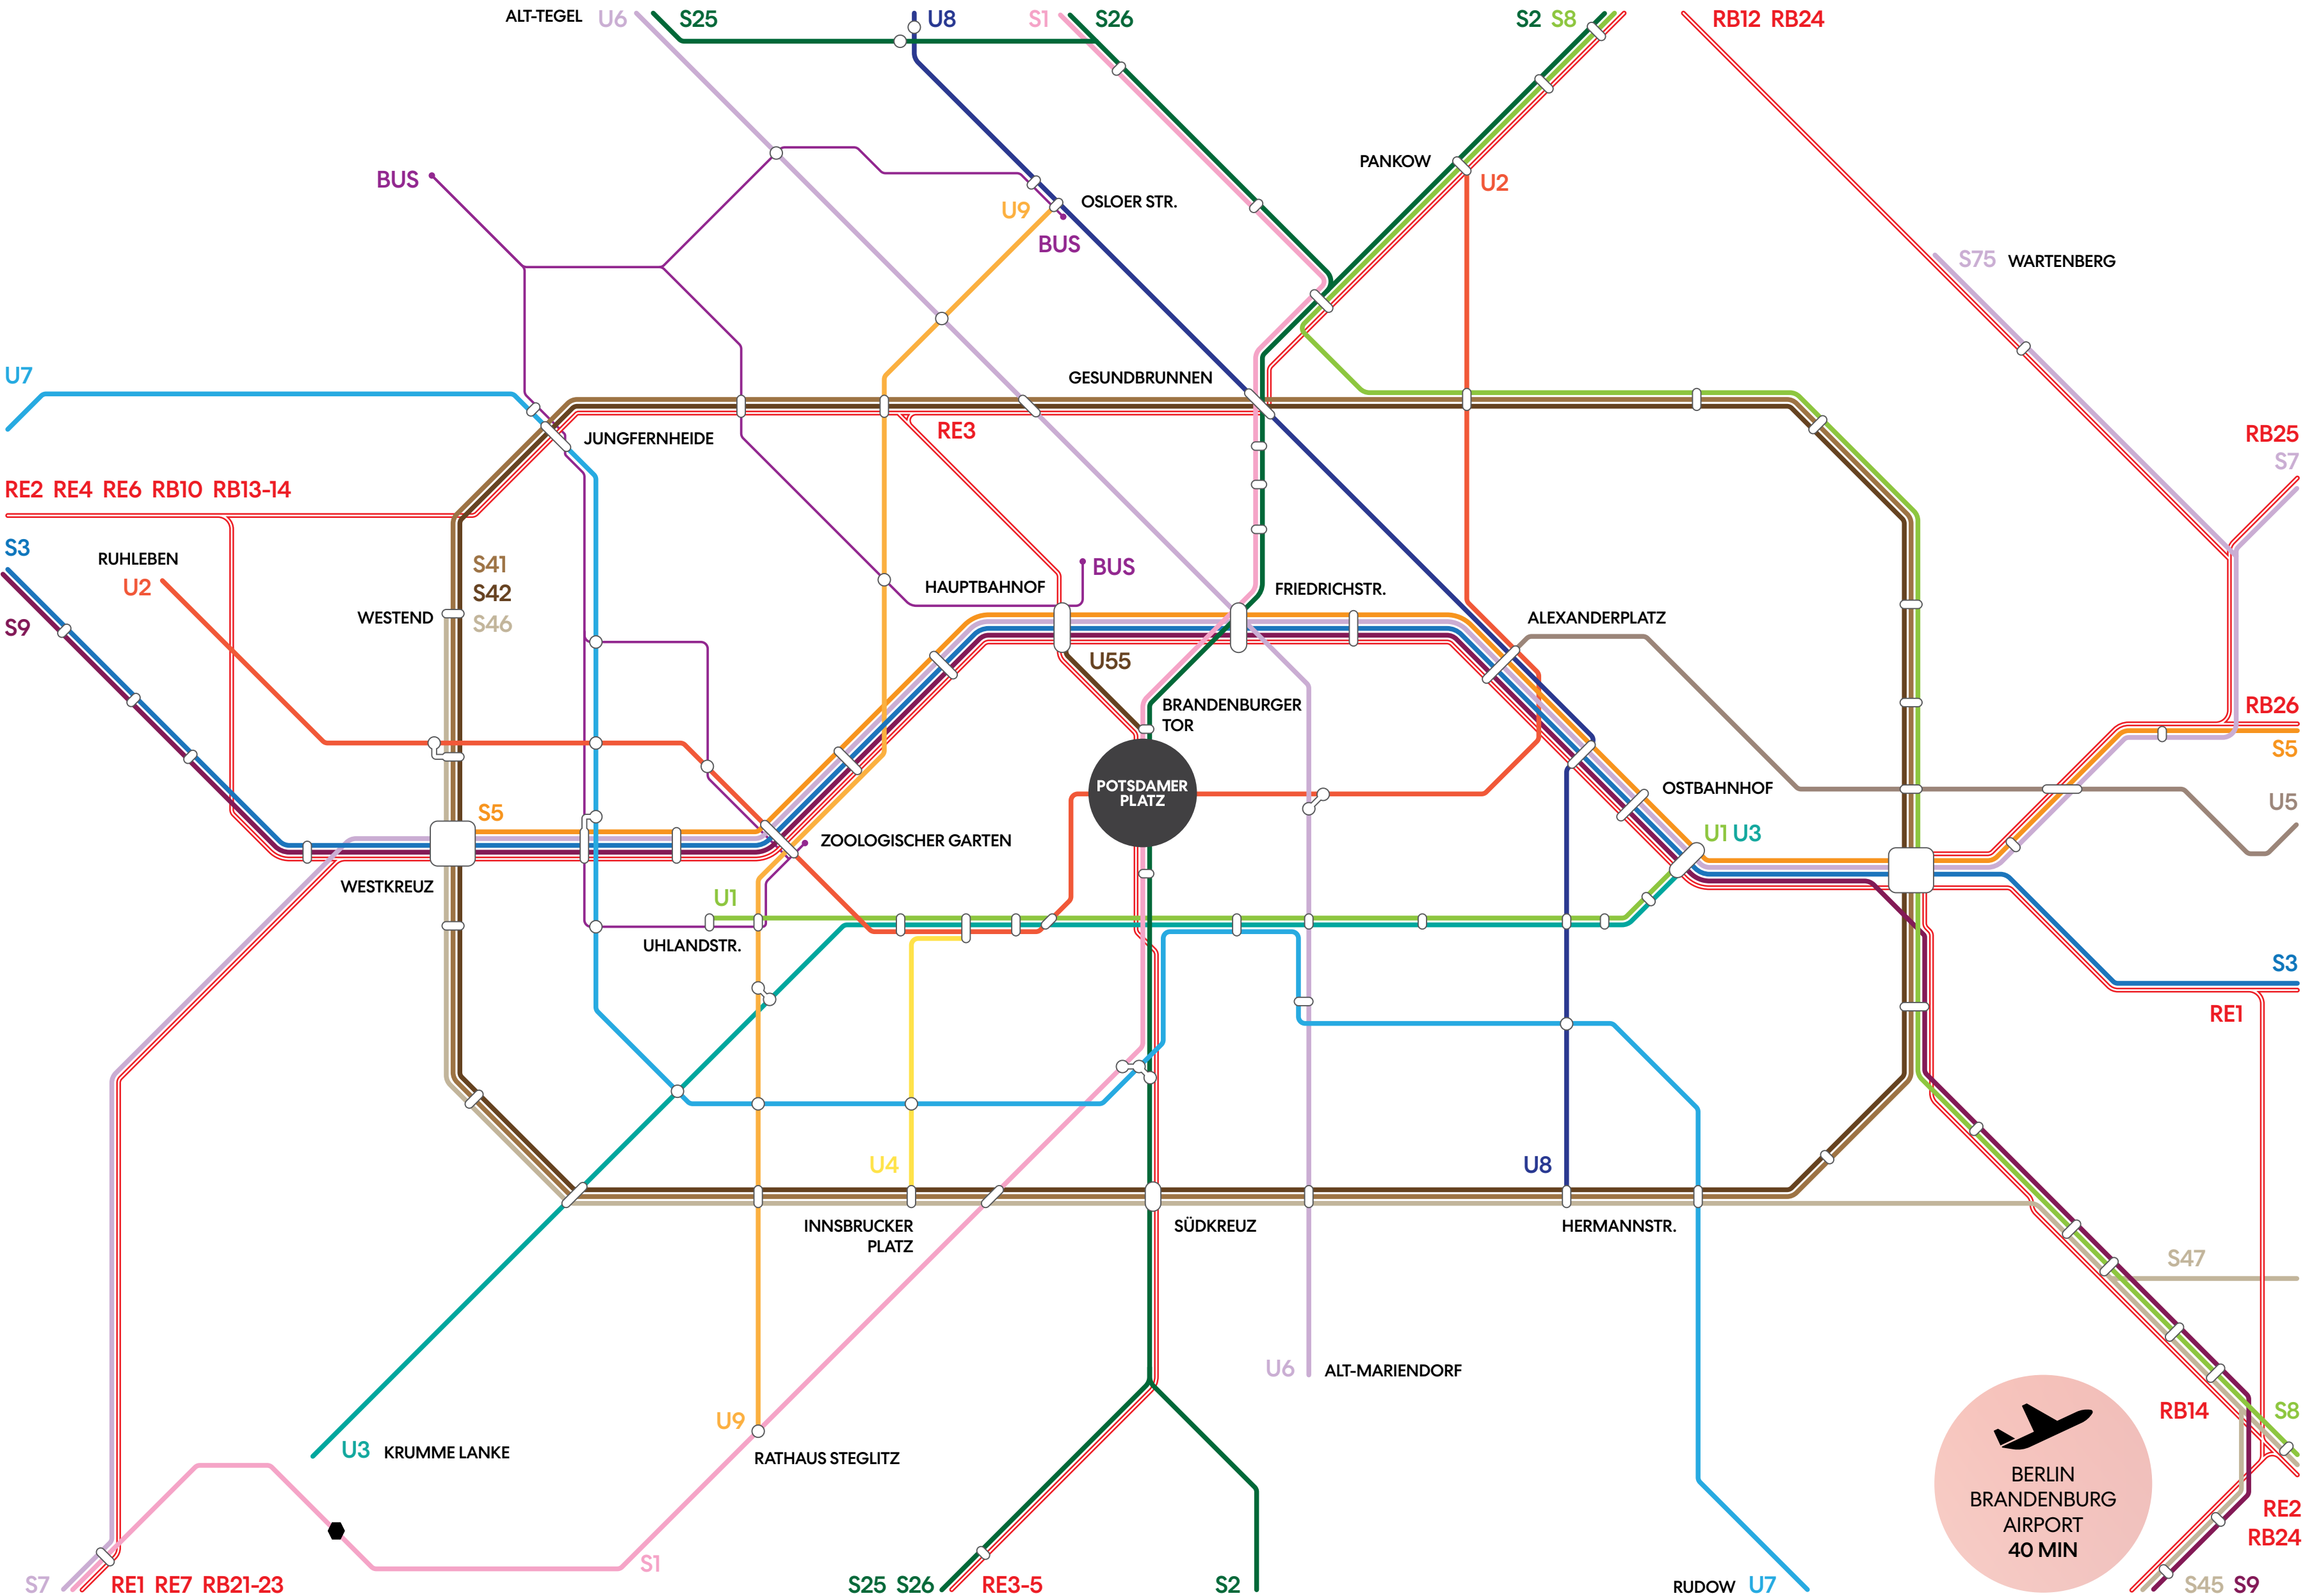 ALT-TEGEL U6 S25 U8 S1 S26 S2 S8 RB12 RB24
BUS
PANKOW
U2
U9
OSLOER STR.
BUS
S75 WARTENBERG
U7
GESUNDBRUNNEN
RE3
JUNGFERNHEIDE
RB25
S7
RE2 RE4 RE6 RB10 RB13-14
S3
RUHLEBEN
U2
S41
S42
S46
WESTEND
S9
HAUPTBAHNOF
BUS
FRIEDRICHSTR.
ALEXANDERPLATZ
U55
BRANDENBURGER
TOR
RB26
S5
POTSDAMER
PLATZ
OSTBAHNHOF
U5
S5
ZOOLOGISCHER GARTEN
U1 U3
WESTKREUZ
U1
UHLANDSTR.
S3
RE1
U4
U8
INNSBRUCKER
PLATZ
SÜDKREUZ
HERMANNSTR.
S47
U6 ALT-MARIENDORF
U9
RATHAUS STEGLITZ
U3 KRUMME LANKE
RB14
S8
BERLIN
BRANDENBURG
AIRPORT
40 MIN
RE2
RB24
S1
S7 RE1 RE7 RB21-23
S25 S26 RE3-5
S2
RUDOW U7
S45 S9